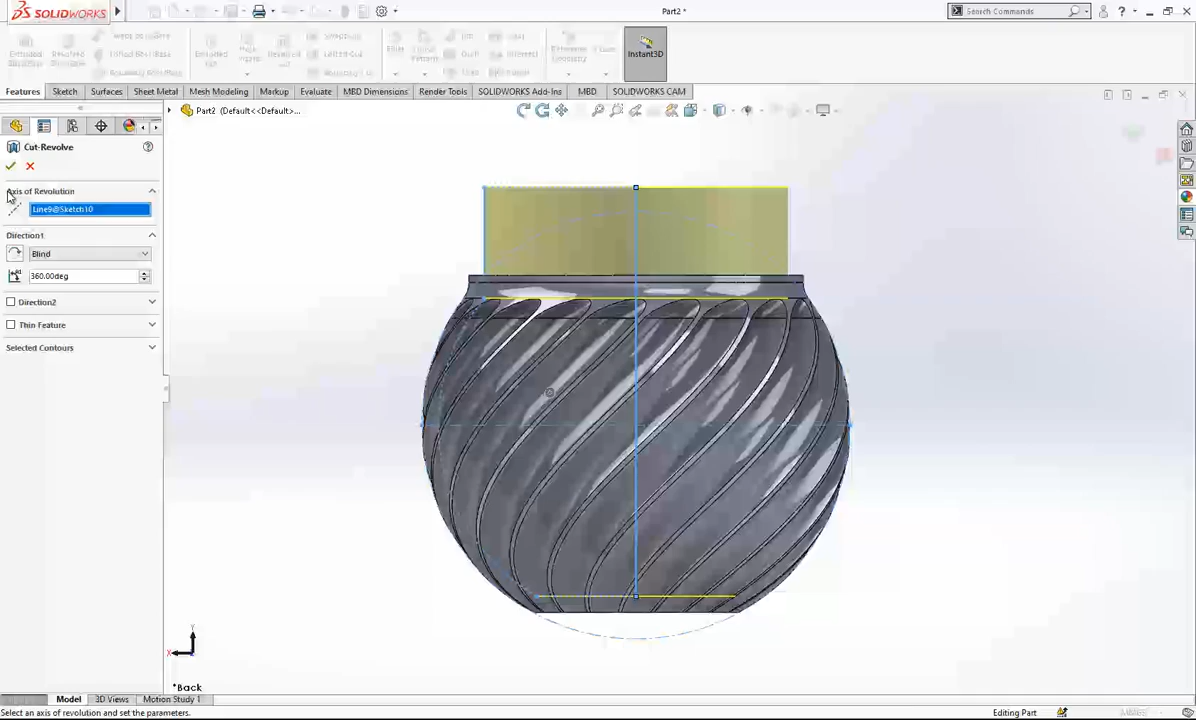 SOLIDWORKS
Part2 *
Search Commands
Instant3D
Features
Sketch
Surfaces
Sheet Metal
Mesh Modeling
Markup
Evaluate
MBD Dimensions
Render Tools
SOLIDWORKS Add-Ins
MBD
SOLIDWORKS CAM
Part2 (Default<<Default>...
Cut-Revolve
Axis of Revolution
Line9@Sketch10
Direction1
Blind
360.00deg
Direction2
Thin Feature
Selected Contours
Y
X
*Back
Model
3D Views
Motion Study 1
Select an axis of revolution and set the parameters.
Editing Part